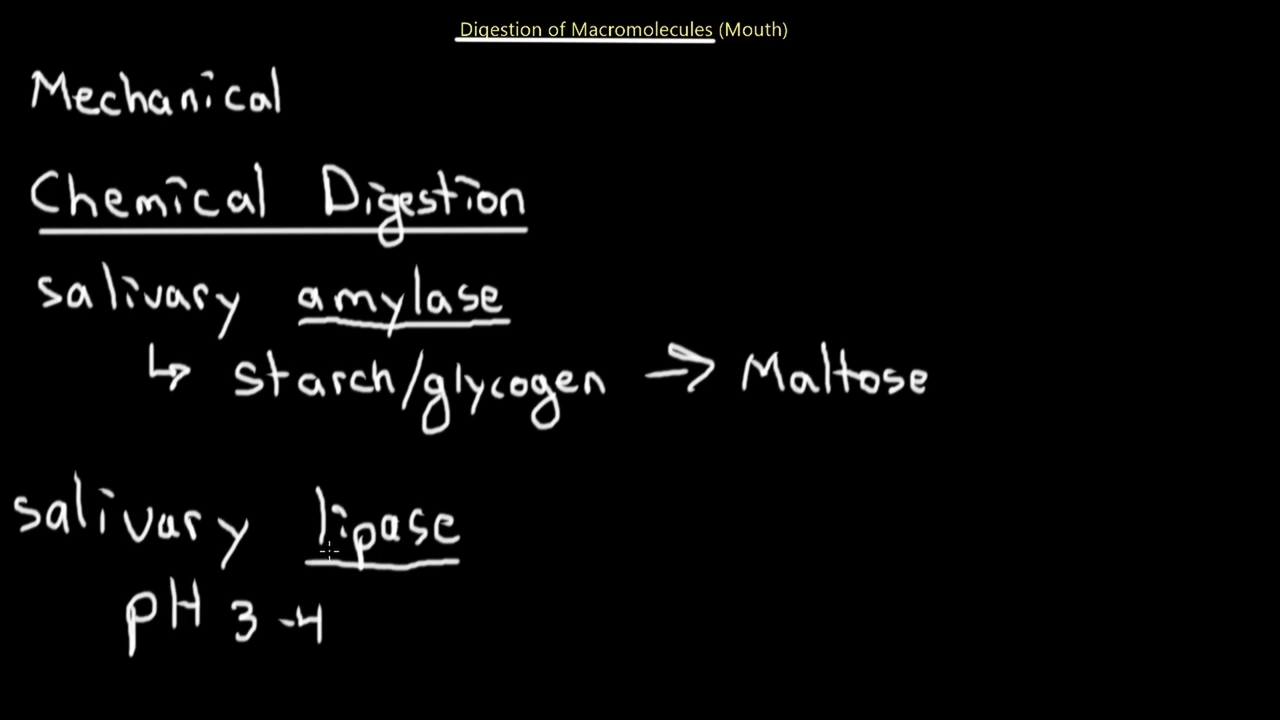 Digestion of Macromolecules (Mouth)
Mechanical
Chemical Digestion
salivary amylase
↳ starch/glycogen → Maltose
salivary lipase
pH 3-4